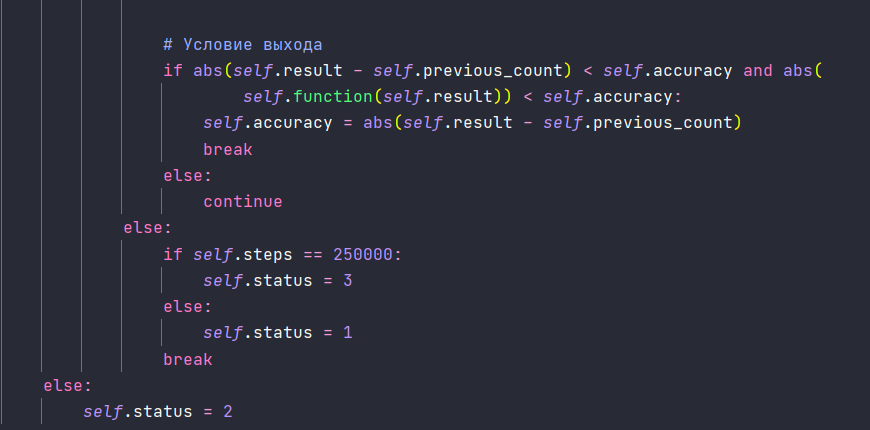 # Условие выхода
if abs(self.result - self.previous_count) < self.accuracy and abs(
self.function(self.result)) < self.accuracy:
self.accuracy = abs(self.result - self.previous_count)
break
else:
continue
else:
if self.steps == 250000:
self.status = 3
else:
self.status = 1
break
else:
self.status = 2